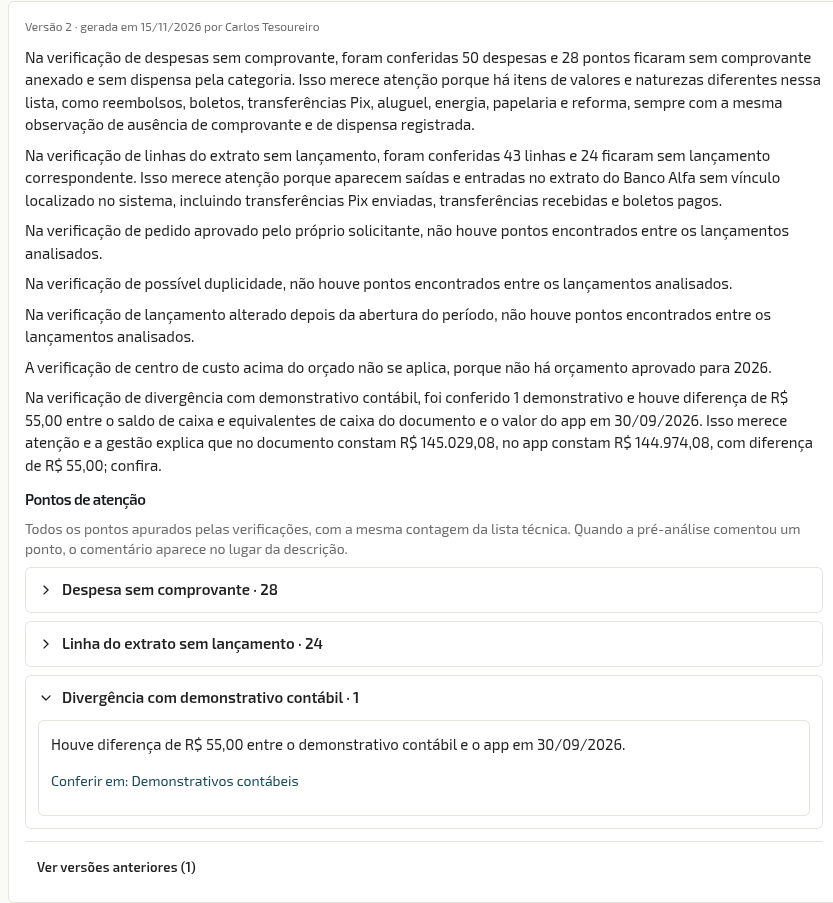 Versão 2 · gerada em 15/11/2026 por Carlos Tesoureiro
Na verificação de despesas sem comprovante, foram conferidas 50 despesas e 28 pontos ficaram sem comprovante
anexado e sem dispensa pela categoria. Isso merece atenção porque há itens de valores e naturezas diferentes nessa
lista, como reembolsos, boletos, transferências Pix, aluguel, energia, papelaria e reforma, sempre com a mesma
observação de ausência de comprovante e de dispensa registrada.
Na verificação de linhas do extrato sem lançamento, foram conferidas 43 linhas e 24 ficaram sem lançamento
correspondente. Isso merece atenção porque aparecem saídas e entradas no extrato do Banco Alfa sem vínculo
localizado no sistema, incluindo transferências Pix enviadas, transferências recebidas e boletos pagos.
Na verificação de pedido aprovado pelo próprio solicitante, não houve pontos encontrados entre os lançamentos
analisados.
Na verificação de possível duplicidade, não houve pontos encontrados entre os lançamentos analisados.
Na verificação de lançamento alterado depois da abertura do período, não houve pontos encontrados entre os
lançamentos analisados.
A verificação de centro de custo acima do orçado não se aplica, porque não há orçamento aprovado para 2026.
Na verificação de divergência com demonstrativo contábil, foi conferido 1 demonstrativo e houve diferença de R$
55,00 entre o saldo de caixa e equivalentes de caixa do documento e o valor do app em 30/09/2026. Isso merece
atenção e a gestão explica que no documento constam R$ 145.029,08, no app constam R$ 144.974,08, com diferença
de R$ 55,00; confira.
Pontos de atenção
Todos os pontos apurados pelas verificações, com a mesma contagem da lista técnica. Quando a pré-análise comentou um
ponto, o comentário aparece no lugar da descrição.
Despesa sem comprovante · 28
Linha do extrato sem lançamento · 24
Divergência com demonstrativo contábil · 1
Houve diferença de R$ 55,00 entre o demonstrativo contábil e o app em 30/09/2026.
Conferir em: Demonstrativos contábeis
Ver versões anteriores (1)